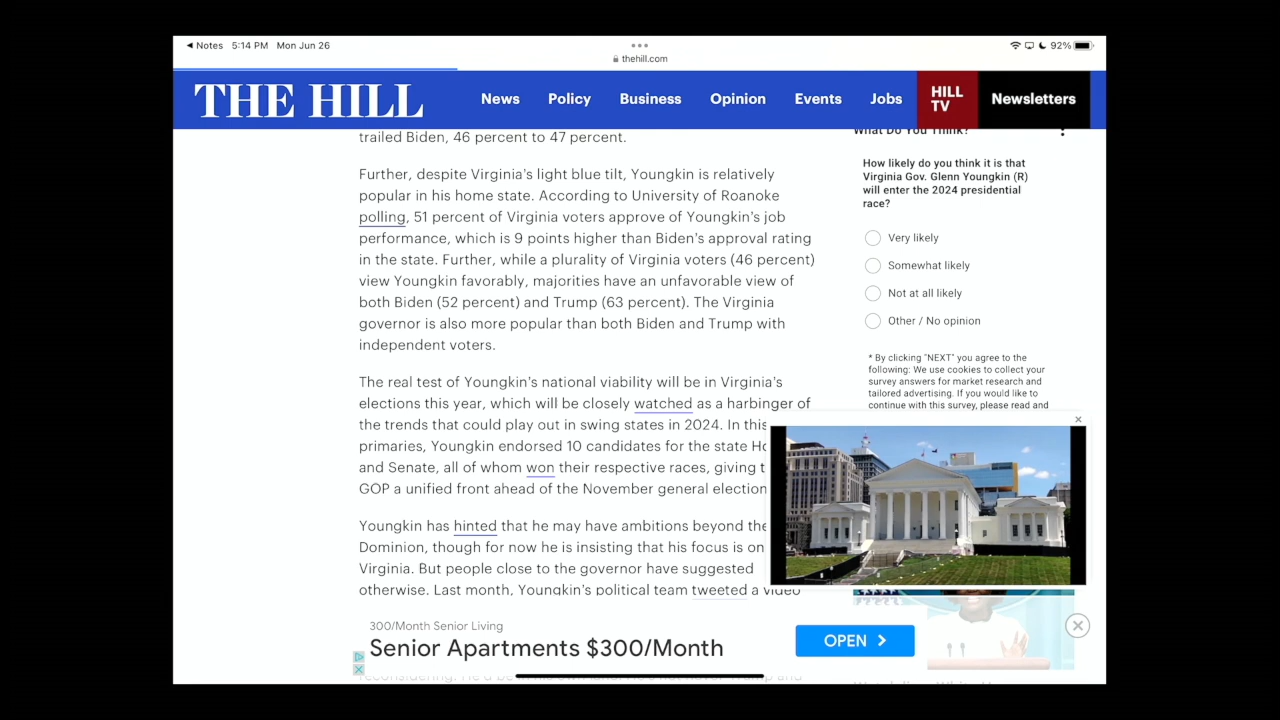 Notes 5:14 PM Mon Jun 26
92%
thehill.com
THE HILL
News Policy Business Opinion Events Jobs HILL TV Newsletters
trailed Biden, 46 percent to 47 percent.
Further, despite Virginia's light blue tilt, Youngkin is relatively
popular in his home state. According to University of Roanoke
polling, 51 percent of Virginia voters approve of Youngkin's job
performance, which is 9 points higher than Biden's approval rating
in the state. Further, while a plurality of Virginia voters (46 percent)
view Youngkin favorably, majorities have an unfavorable view of
both Biden (52 percent) and Trump (63 percent). The Virginia
governor is also more popular than both Biden and Trump with
independent voters.
The real test of Youngkin's national viability will be in Virginia's
elections this year, which will be closely watched as a harbinger of
the trends that could play out in swing states in 2024. In this
primaries, Youngkin endorsed 10 candidates for the state Ho
and Senate, all of whom won their respective races, giving t
GOP a unified front ahead of the November general election
Youngkin has hinted that he may have ambitions beyond the
Dominion, though for now he is insisting that his focus is on
Virginia. But people close to the governor have suggested
otherwise. Last month, Youngkin's political team tweeted a video
What Do You Think?
How likely do you think it is that
Virginia Gov. Glenn Youngkin (R)
will enter the 2024 presidential
race?
Very likely
Somewhat likely
Not at all likely
Other / No opinion
* By clicking "NEXT" you agree to the
following: We use cookies to collect your
survey answers for market research and
tailored advertising. If you would like to
continue with this survey, please read and
300/Month Senior Living
Senior Apartments $300/Month
OPEN